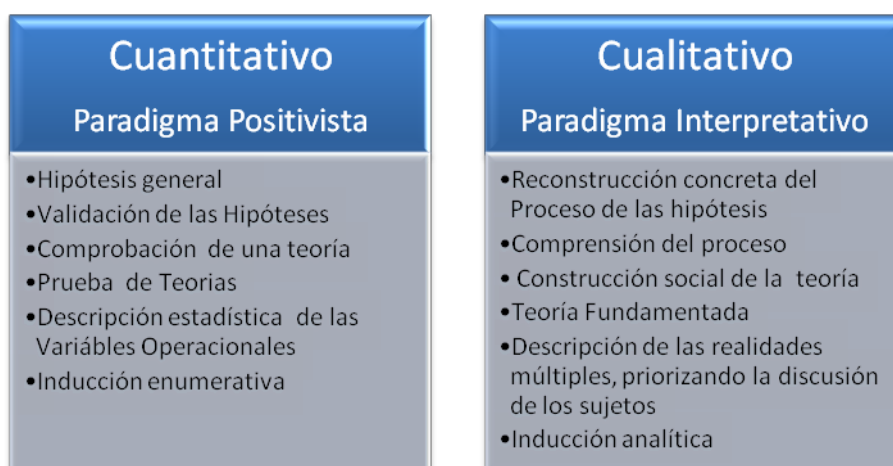 Cuantitativo
Paradigma Positivista
•Hipótesis general
•Validación de las Hipóteses
•Comprobación de una teoría
•Prueba de Teorias
•Descripción estadística de las
Variábles Operacionales
•Inducción enumerativa
Cualitativo
Paradigma Interpretativo
•Reconstrucción concreta del
Proceso de las hipótesis
•Comprensión del proceso
• Construcción social de la teoría
•Teoría Fundamentada
•Descripción de las realidades
múltiples, priorizando la discusión
de los sujetos
•Inducción analítica